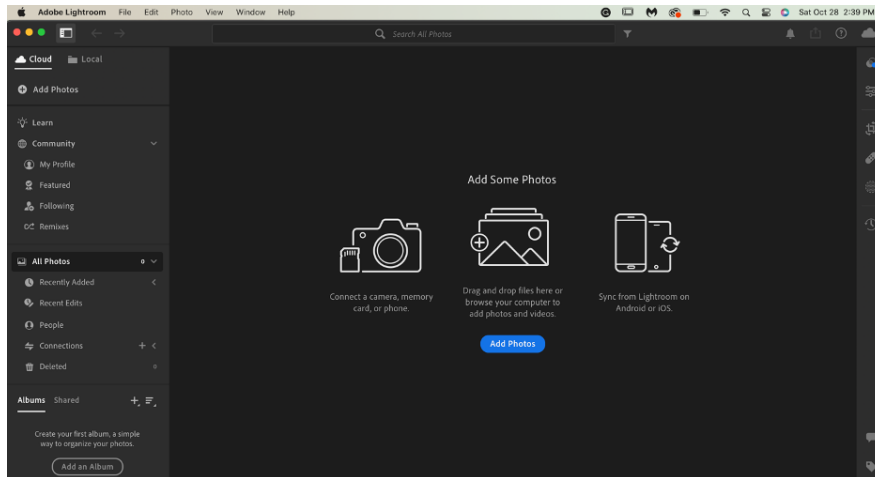 Adobe Lightroom File Edit Photo View Window Help Sat Oct 28 2:39 PM
Search All Photos
Cloud Local
Add Photos
Learn
Community
My Profile
Featured
Following
Remixes
All Photos 0
Recently Added
Recent Edits
People
Connections
Deleted 0
Albums Shared
Create your first album, a simple
way to organize your photos.
Add an Album
Add Some Photos
Connect a camera, memory
card, or phone.
Drag and drop files here or
browse your computer to
add photos and videos.
Sync from Lightroom on
Android or iOS.
Add Photos